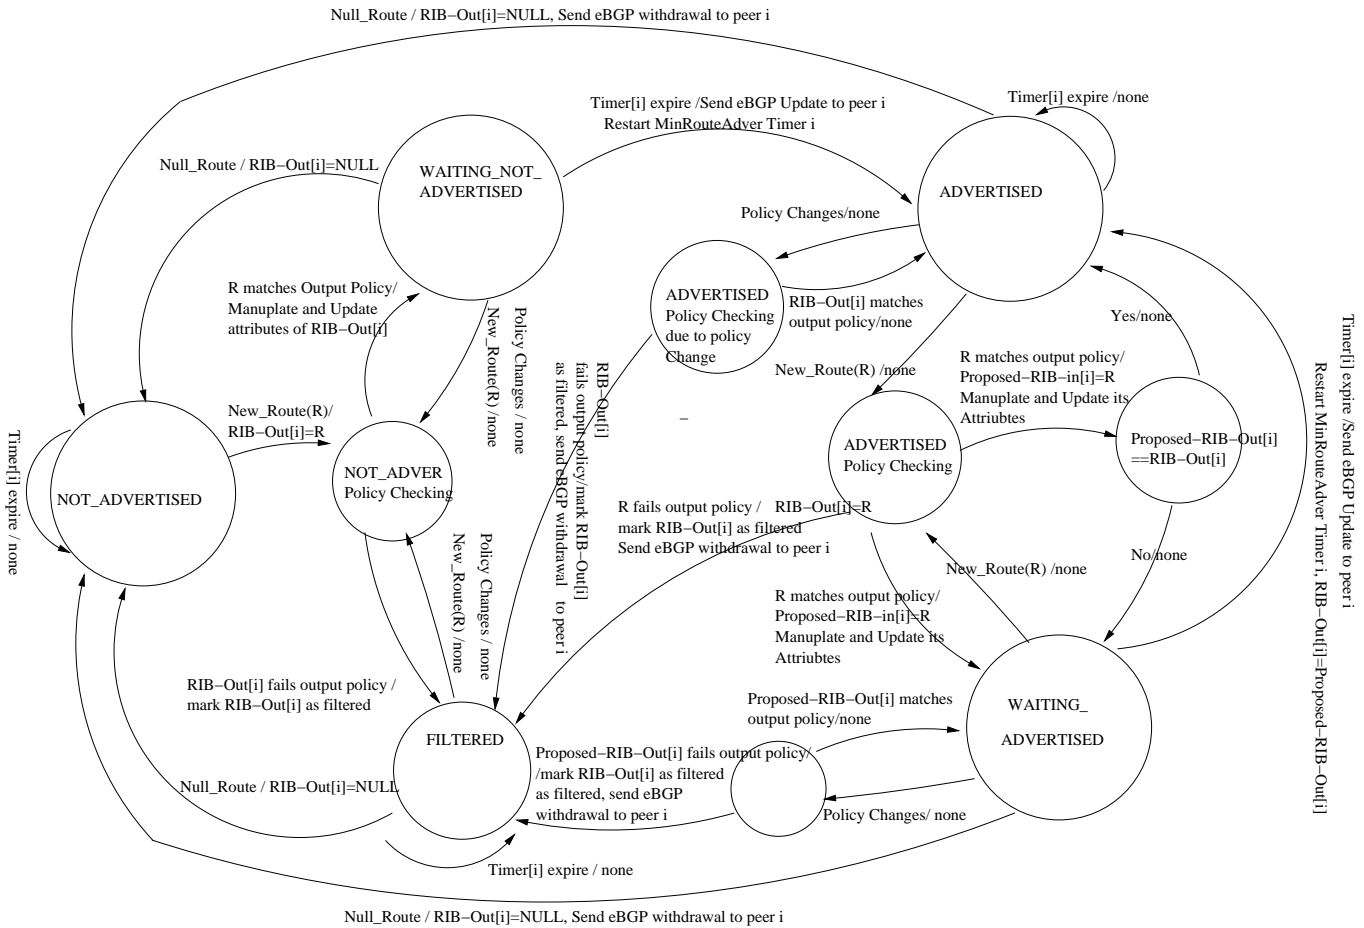 Null_Route / RIB−Out[i]=NULL, Send eBGP withdrawal to peer i
Timer[i] expire /Send eBGP Update to peer i
Restart MinRouteAdver Timer i
Timer[i] expire /none
Null_Route / RIB−Out[i]=NULL
WAITING_NOT_
ADVERTISED
ADVERTISED
Policy Changes/none
R matches Output Policy/
Manuplate and Update
attributes of RIB−Out[i]
ADVERTISED
Policy Checking
due to policy
Change
RIB−Out[i] matches
output policy/none
Policy Changes / none
New_Route(R) /none
Yes/none
New_Route(R) /none
R matches output policy/
Proposed−RIB−in[i]=R
Manuplate and Update its
Attriubtes
RIB−Out[i]
fails output policy/mark RIB−Out[i]
as filtered, send eBGP withdrawal to peer i
Timer[i] expire /Send eBGP Update to peer i
Restart MinRouteAdver Timer i, RIB−Out[i]=Proposed−RIB−Out[i]
New_Route(R)/
RIB−Out[i]=R
_
ADVERTISED
Policy Checking
Proposed−RIB−Out[i]
==RIB−Out[i]
Timer[i] expire / none
NOT_ADVERTISED
NOT_ADVER
Policy Checking
R fails output policy / RIB−Out[i]=R
mark RIB−Out[i] as filtered
Send eBGP withdrawal to peer i
Policy Changes / none
New_Route(R) /none
No/none
New_Route(R) /none
R matches output policy/
Proposed−RIB−in[i]=R
Manuplate and Update its
Attriubtes
RIB−Out[i] fails output policy /
mark RIB−Out[i] as filtered
Proposed−RIB−Out[i] matches
output policy/none
WAITING_
ADVERTISED
FILTERED
Proposed−RIB−Out[i] fails output policy/
/mark RIB−Out[i] as filtered
as filtered, send eBGP
withdrawal to peer i
Null_Route / RIB−Out[i]=NULL
Policy Changes/ none
Timer[i] expire / none
Null_Route / RIB−Out[i]=NULL, Send eBGP withdrawal to peer i